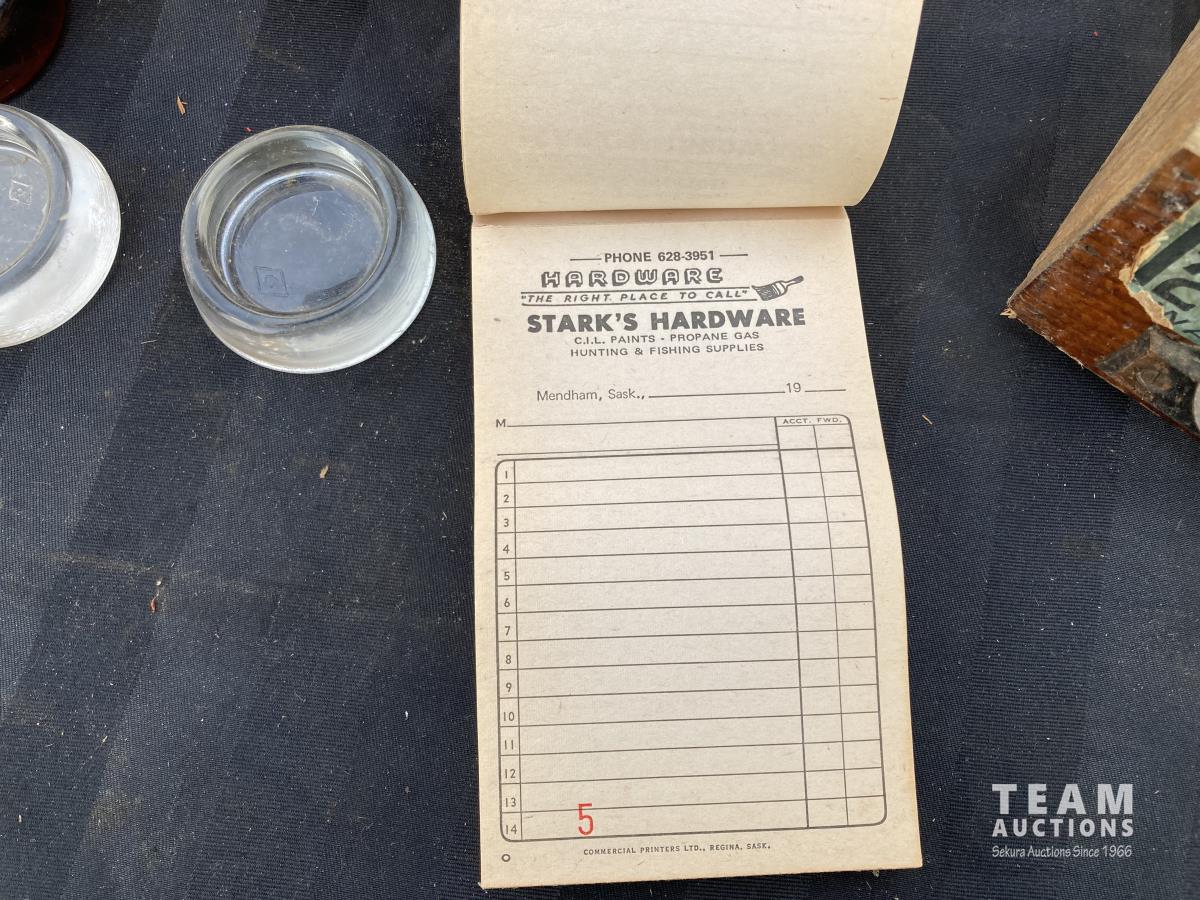 PHONE 628-3951
HARDWARE
"THE RIGHT PLACE TO CALL"
STARK'S HARDWARE
C.I.L. PAINTS - PROPANE GAS
HUNTING & FISHING SUPPLIES
Mendham, Sask., 19
M
ACCT. FWD.
1
2
3
4
5
6
7
8
9
10
11
12
13
14
5
COMMERCIAL PRINTERS LTD., REGINA, SASK.
TEAM
AUCTIONS
Sekura Auctions Since 1966